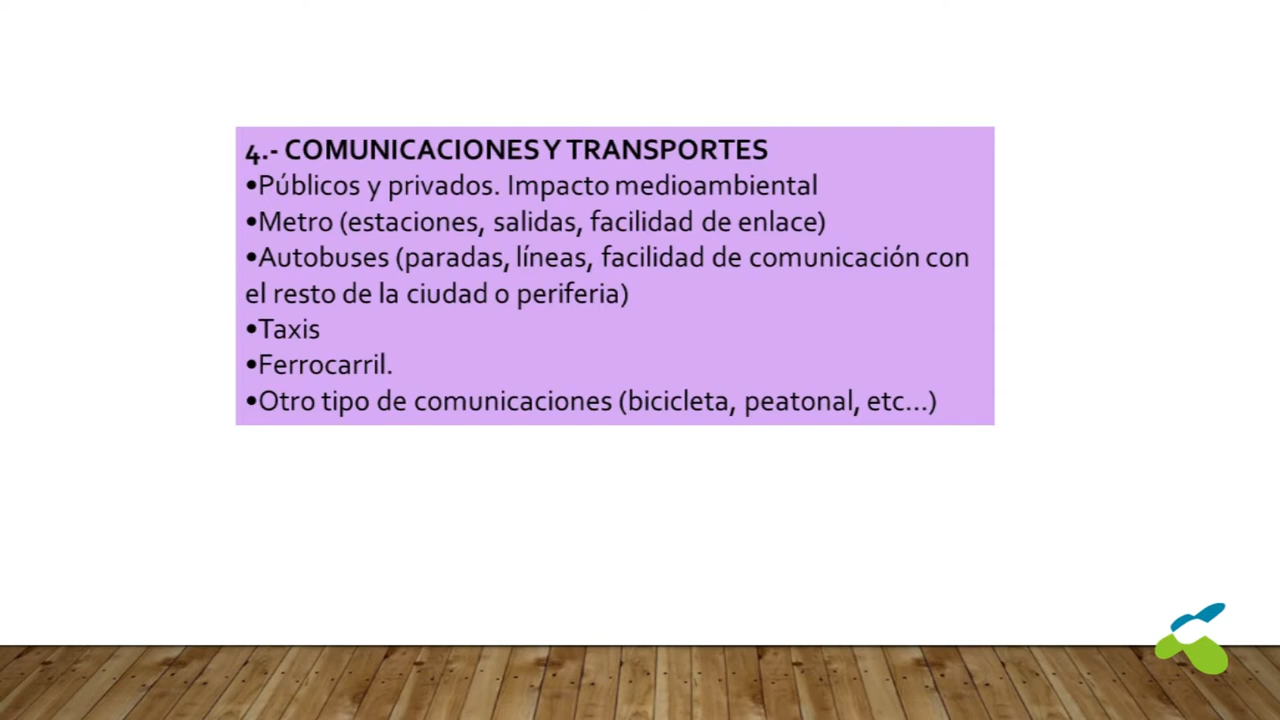 4.- COMUNICACIONES Y TRANSPORTES
•Públicos y privados. Impacto medioambiental
•Metro (estaciones, salidas, facilidad de enlace)
•Autobuses (paradas, líneas, facilidad de comunicación con
el resto de la ciudad o periferia)
•Taxis
•Ferrocarril.
•Otro tipo de comunicaciones (bicicleta, peatonal, etc...)